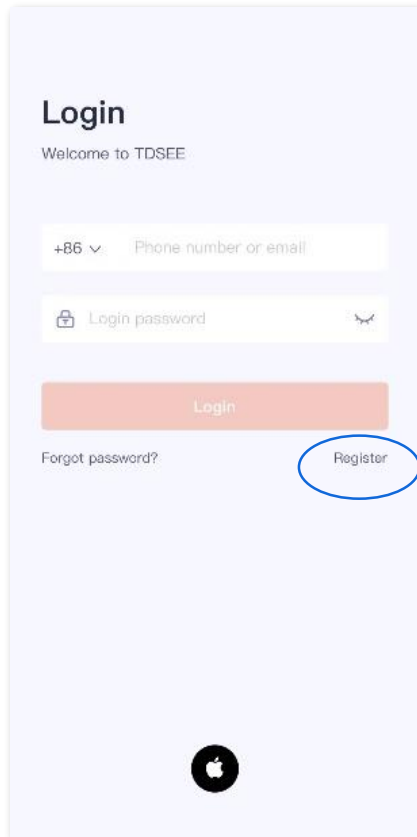 Login
Welcome to TDSEE
+86 Phone number or email
Login password
Login
Forgot password? Register